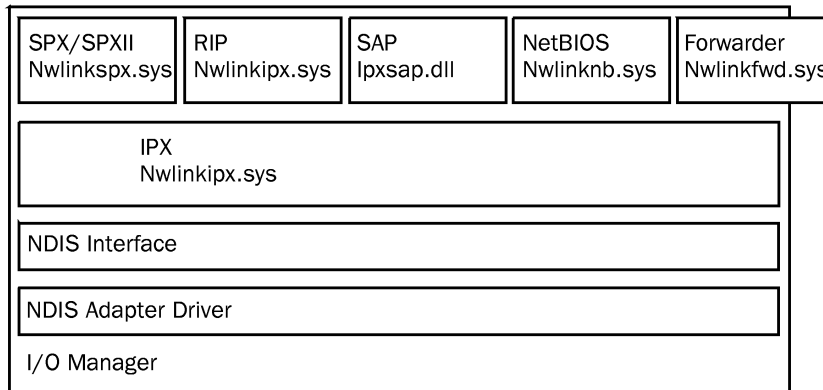 SPX/SPXII
Nwlinkspx.sys
RIP
Nwlinkipx.sys
SAP
Ipxsap.dll
NetBIOS
Nwlinknb.sys
Forwarder
Nwlinkfwd.sys
IPX
Nwlinkipx.sys
NDIS Interface
NDIS Adapter Driver
I/O Manager